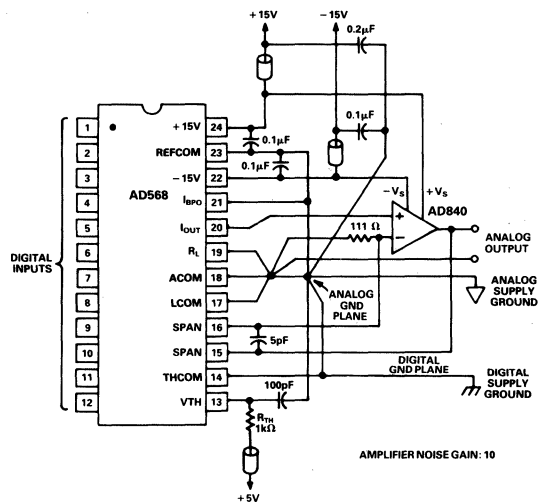 +15V
−15V
0.2μF
0.1μF
1
2
3
4
5
6
7
8
9
10
11
12
DIGITAL
INPUTS
AD568
+15V 24
REFCOM 23
−15V 22
IBPO 21
IOUT 20
RL 19
ACOM 18
LCOM 17
SPAN 16
SPAN 15
THCOM 14
VTH 13
0.1μF
0.1μF
−VS
+VS
AD840
111 Ω
+
−
ANALOG
OUTPUT
ANALOG
GND
PLANE
ANALOG
SUPPLY
GROUND
5pF
DIGITAL
GND PLANE
DIGITAL
SUPPLY
GROUND
100pF
RTH
1kΩ
+5V
AMPLIFIER NOISE GAIN: 10